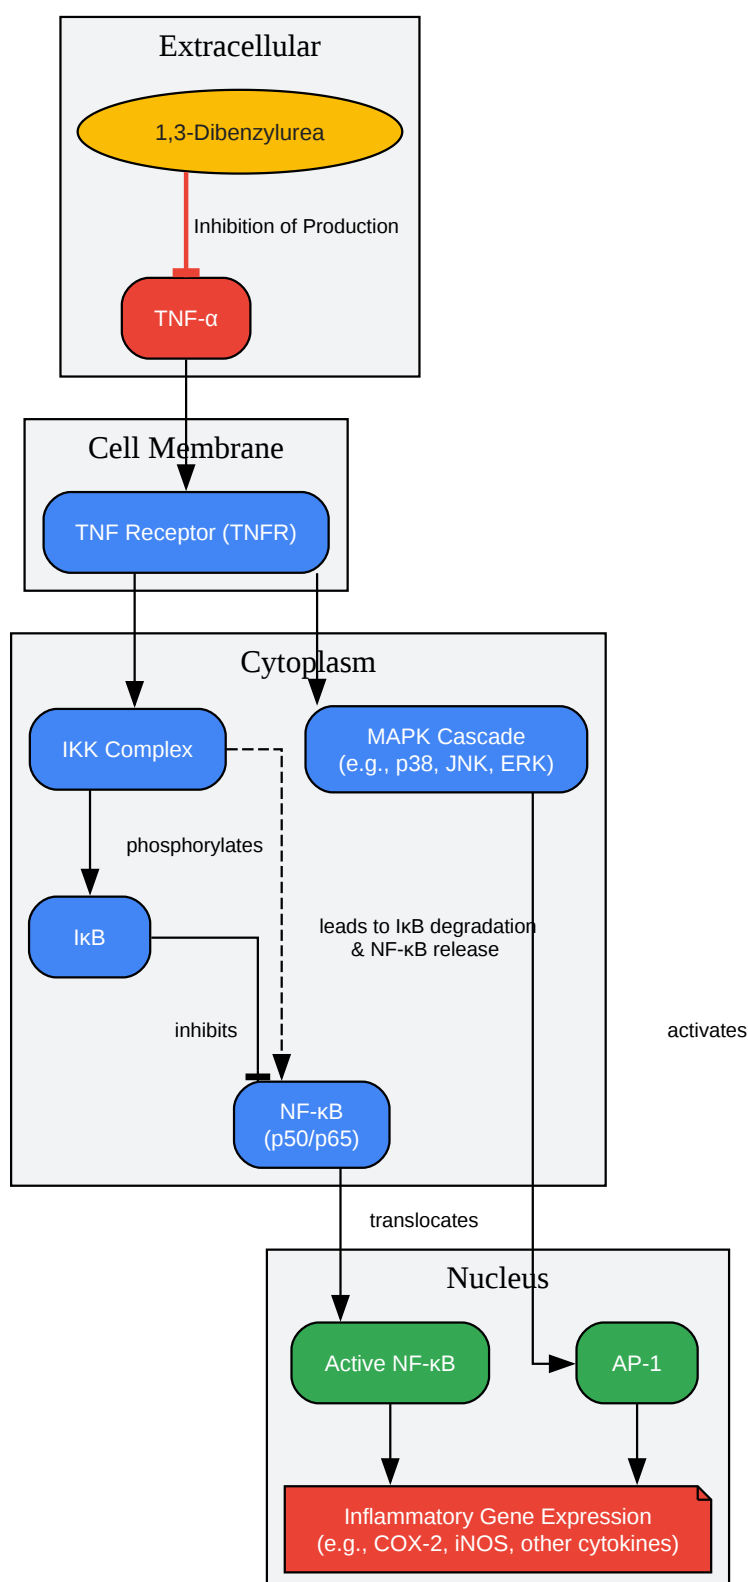 Extracellular
1,3-Dibenzylurea
Inhibition of Production
TNF-α
Cell Membrane
TNF Receptor (TNFR)
Cytoplasm
IKK Complex
MAPK Cascade
(e.g., p38, JNK, ERK)
phosphorylates
IκB
leads to IκB degradation
& NF-κB release
inhibits
activates
NF-κB
(p50/p65)
translocates
Nucleus
Active NF-κB
AP-1
Inflammatory Gene Expression
(e.g., COX-2, iNOS, other cytokines)